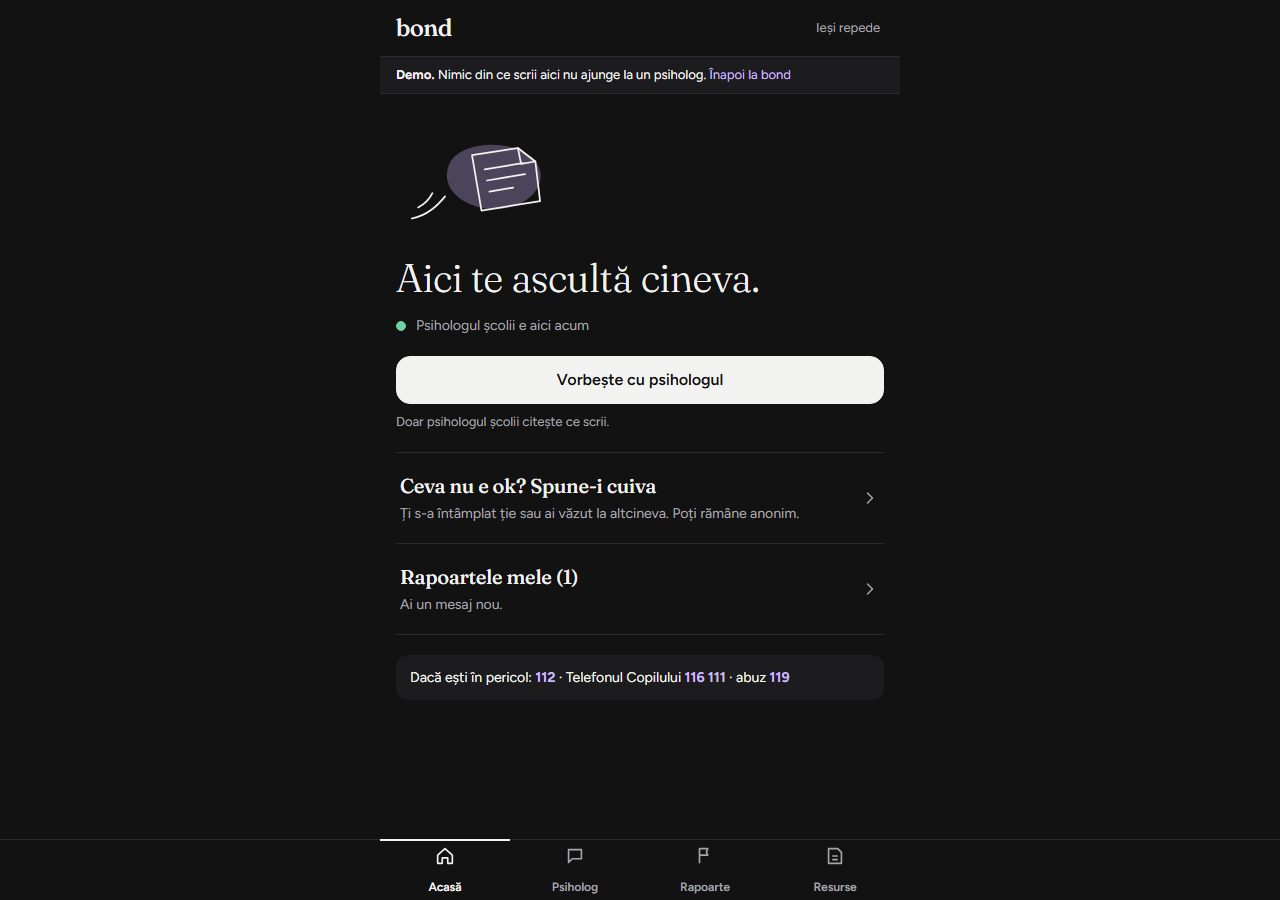 bond
Ieși repede
Demo. Nimic din ce scrii aici nu ajunge la un psiholog. Înapoi la bond
Aici te ascultă cineva.
Psihologul școlii e aici acum
Vorbește cu psihologul
Doar psihologul școlii citește ce scrii.
Ceva nu e ok? Spune-i cuiva
Ți s-a întâmplat ție sau ai văzut la altcineva. Poți rămâne anonim.
Rapoartele mele (1)
Ai un mesaj nou.
Dacă ești în pericol: 112 · Telefonul Copilului 116 111 · abuz 119
Acasă
Psiholog
Rapoarte
Resurse